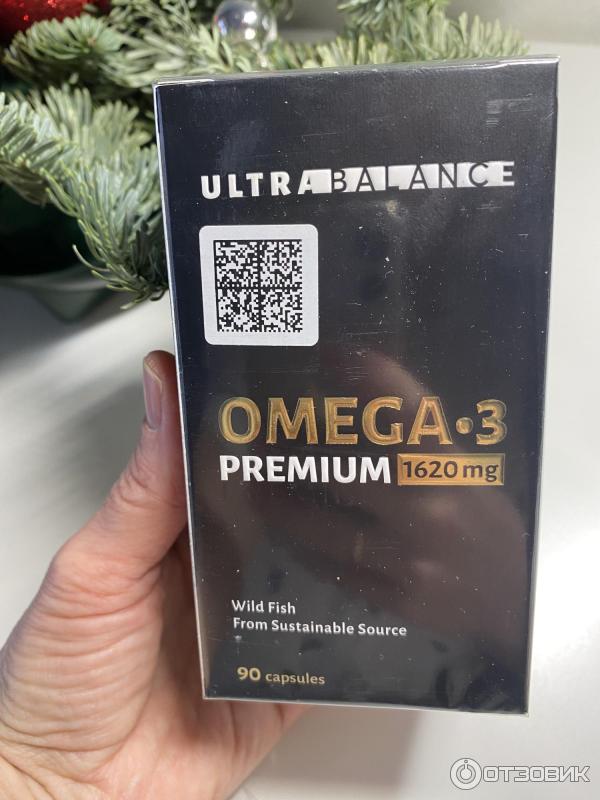 ULTRABALANCE
OMEGA·3
PREMIUM 1620 mg
Wild Fish
From Sustainable Source
90 capsules
ОТЗОВИК